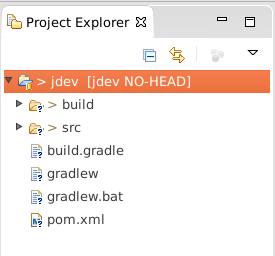 Project Explorer
> jdev [jdev NO-HEAD]
> build
> src
build.gradle
gradlew
gradlew.bat
pom.xml